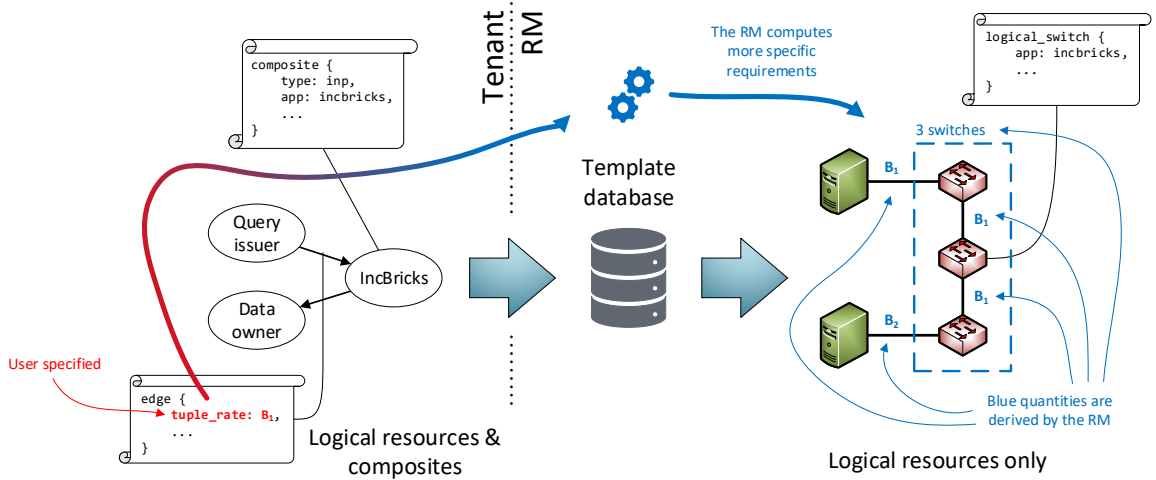 composite {
type: inp,
app: incbricks,
...
}
Tenant
RM
The RM computes
more specific
requirements
logical_switch {
app: incbricks,
...
}
3 switches
Query
issuer
IncBricks
Data
owner
Template
database
B₁
B₁
B₁
B₂
User specified
edge {
tuple_rate: B₁,
...
}
Logical resources &
composites
Blue quantities are
derived by the RM
Logical resources only